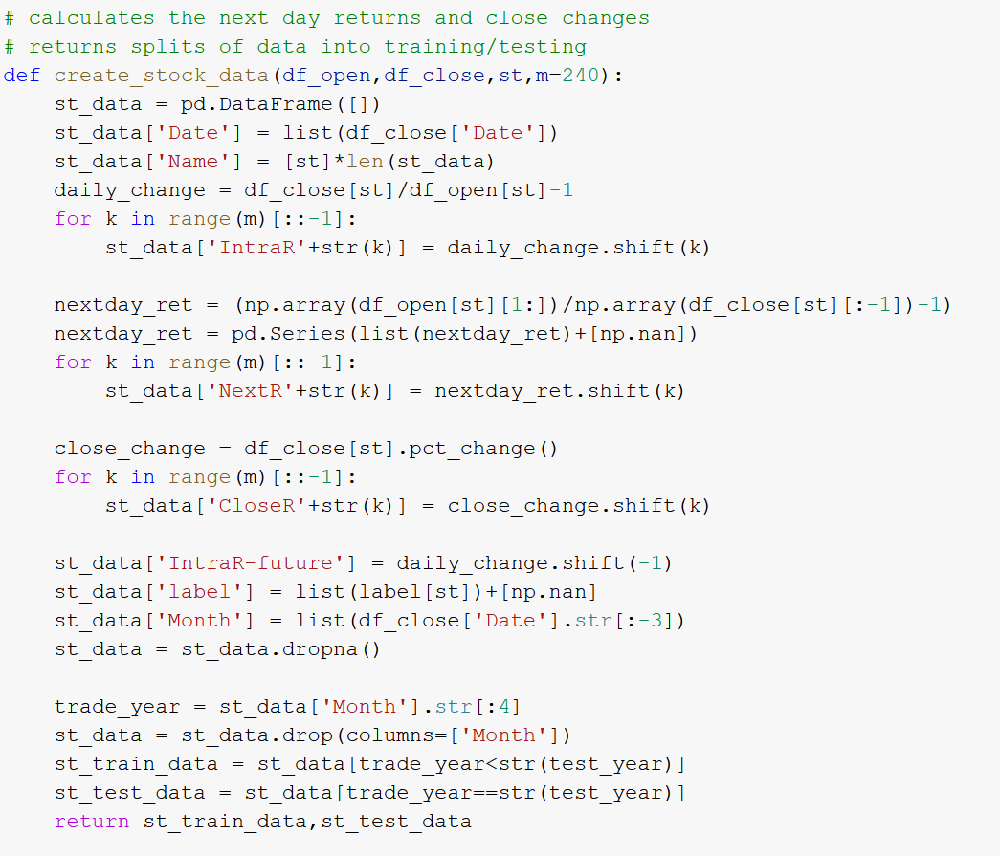 # calculates the next day returns and close changes
# returns splits of data into training/testing
def create_stock_data(df_open,df_close,st,m=240):
    st_data = pd.DataFrame([])
    st_data['Date'] = list(df_close['Date'])
    st_data['Name'] = [st]*len(st_data)
    daily_change = df_close[st]/df_open[st]-1
    for k in range(m)[::-1]:
        st_data['IntraR'+str(k)] = daily_change.shift(k)

    nextday_ret = (np.array(df_open[st][1:])/np.array(df_close[st][:-1])-1)
    nextday_ret = pd.Series(list(nextday_ret)+[np.nan])
    for k in range(m)[::-1]:
        st_data['NextR'+str(k)] = nextday_ret.shift(k)

    close_change = df_close[st].pct_change()
    for k in range(m)[::-1]:
        st_data['CloseR'+str(k)] = close_change.shift(k)

    st_data['IntraR-future'] = daily_change.shift(-1)
    st_data['label'] = list(label[st])+[np.nan]
    st_data['Month'] = list(df_close['Date'].str[:-3])
    st_data = st_data.dropna()

    trade_year = st_data['Month'].str[:4]
    st_data = st_data.drop(columns=['Month'])
    st_train_data = st_data[trade_year<str(test_year)]
    st_test_data = st_data[trade_year==str(test_year)]
    return st_train_data,st_test_data